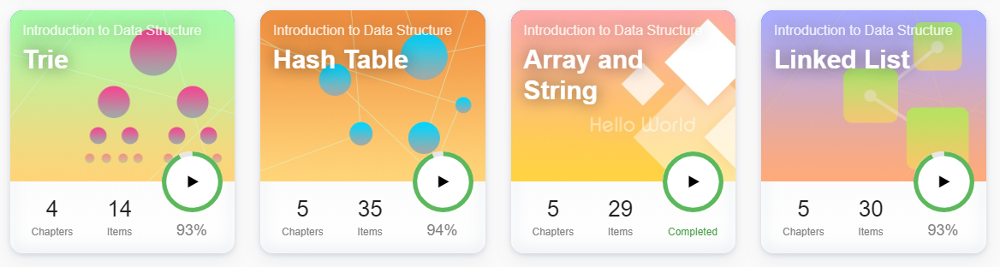 Introduction to Data Structure
Trie
4
14
Chapters
Items
93%
Introduction to Data Structure
Hash Table
5
35
Chapters
Items
94%
Introduction to Data Structure
Array and
String
Hello World
5
29
Chapters
Items
Completed
Introduction to Data Structure
Linked List
5
30
Chapters
Items
93%